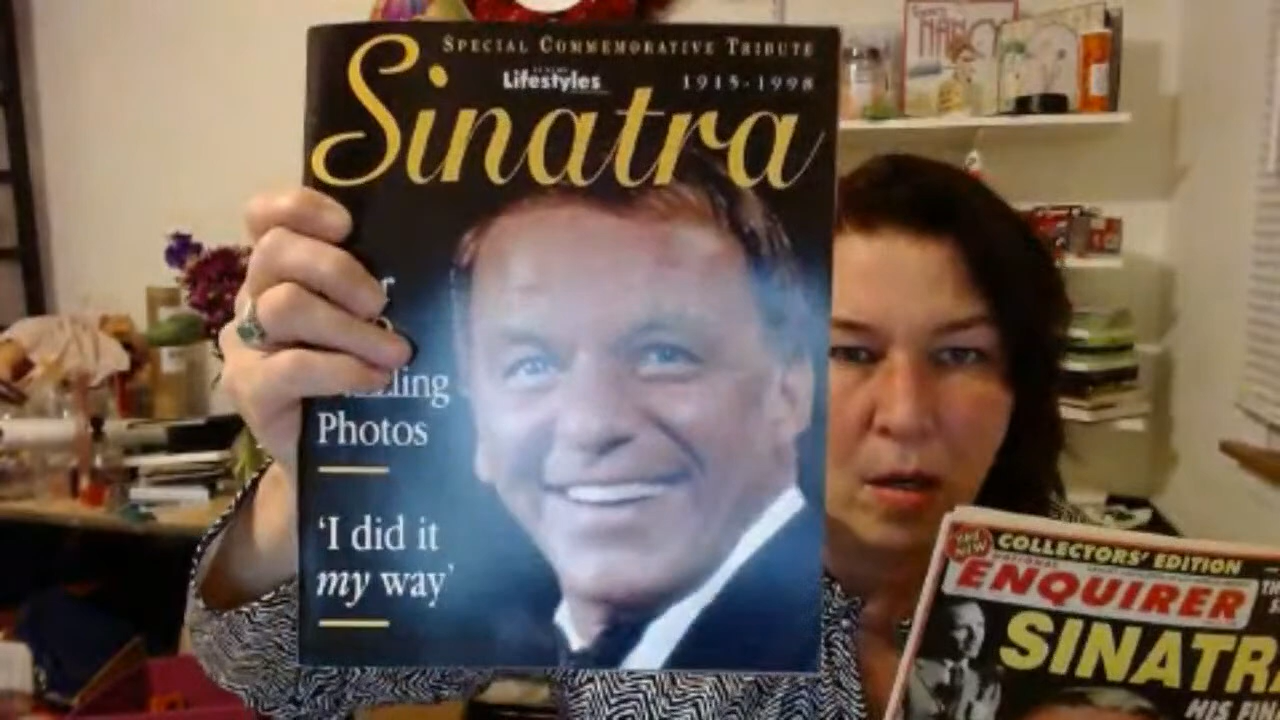 SPECIAL COMMEMORATIVE TRIBUTE
Lifestyles
1915-1998
Sinatra
Photos
'I did it
my way'
COLLECTORS' EDITION
NATIONAL
ENQUIRER
SINATRA
HIS FIN
NANCY